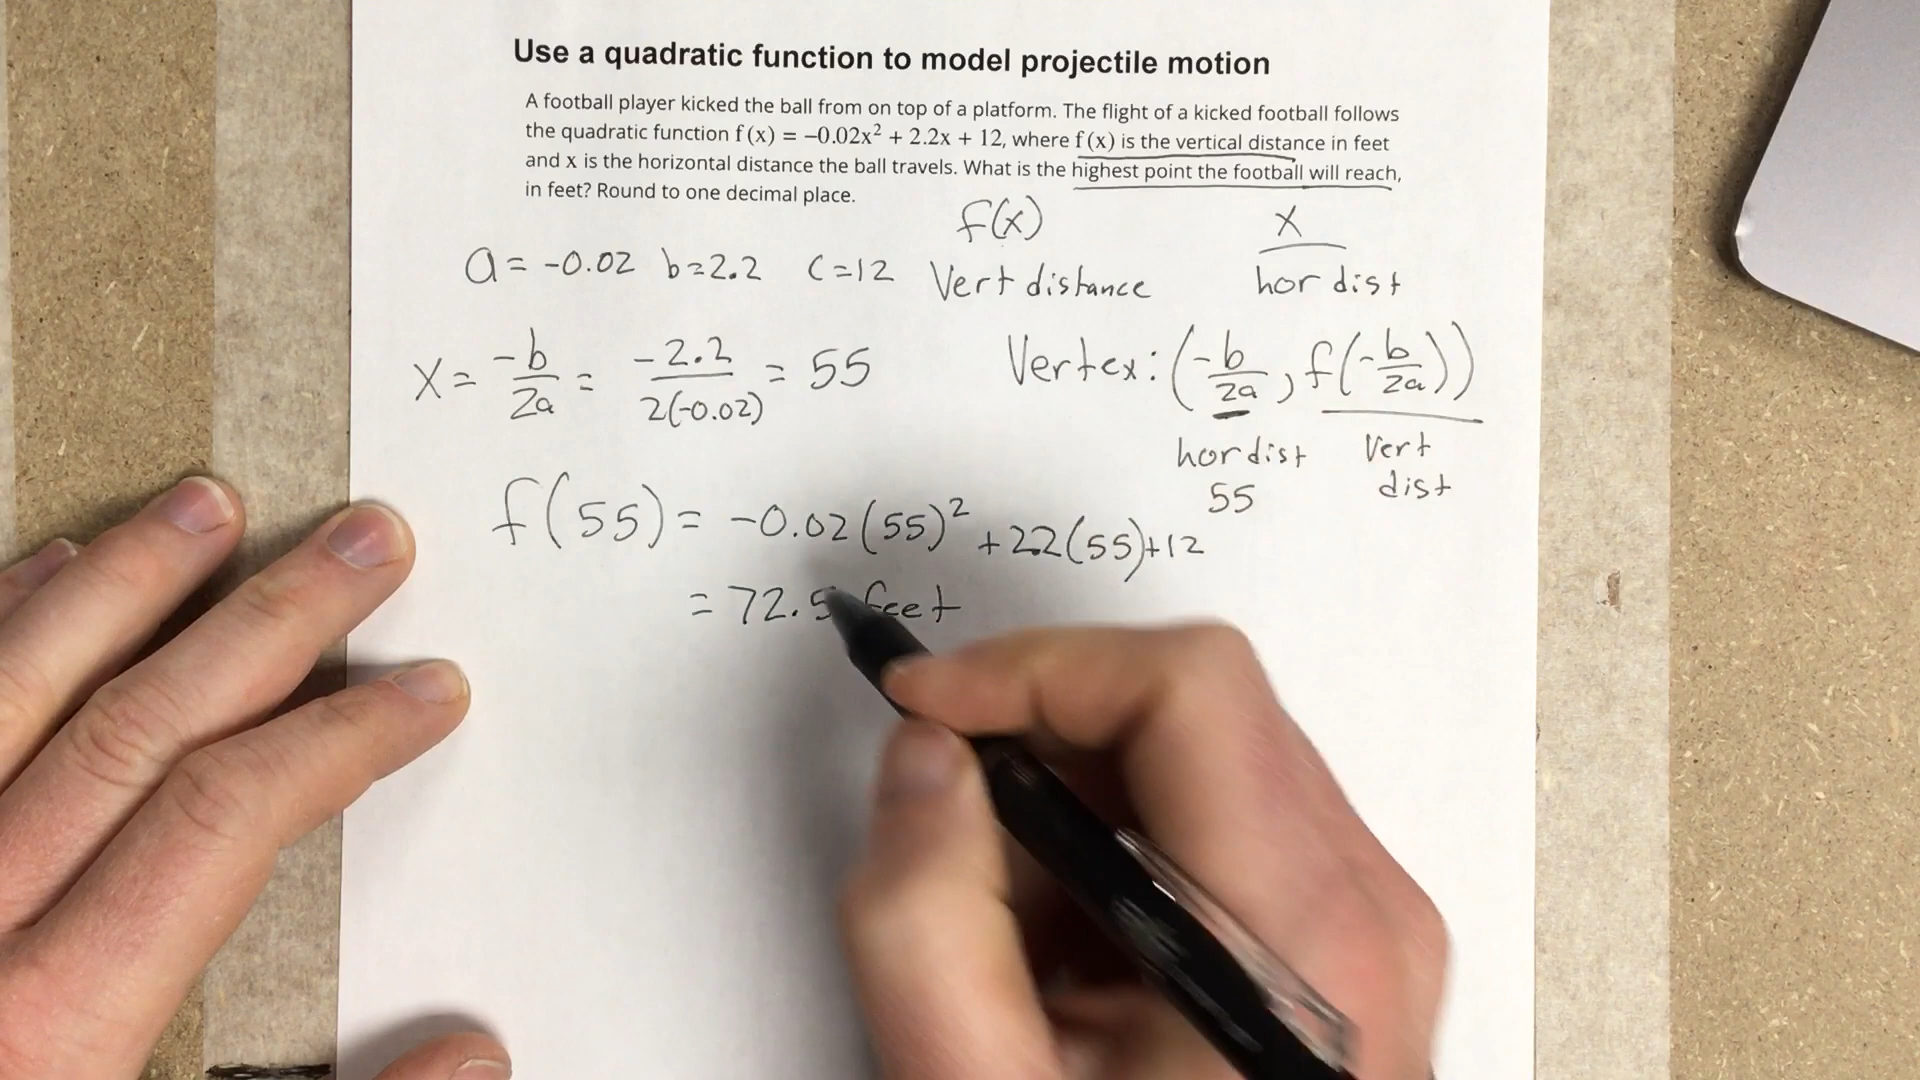 Use a quadratic function to model projectile motion
A football player kicked the ball from on top of a platform. The flight of a kicked football follows
the quadratic function f (x) = −0.02x² + 2.2x + 12, where f (x) is the vertical distance in feet
and x is the horizontal distance the ball travels. What is the highest point the football will reach,
in feet? Round to one decimal place.
f(x) x
a = -0.02 b=2.2 c=12 Vert distance hor dist
x = -b/2a = -2.2/2(-0.02) = 55 Vertex: (-b/2a, f(-b/2a))
hor dist Vert
55 dist
f(55) = -0.02(55)² + 2.2(55)+12
= 72.5 feet